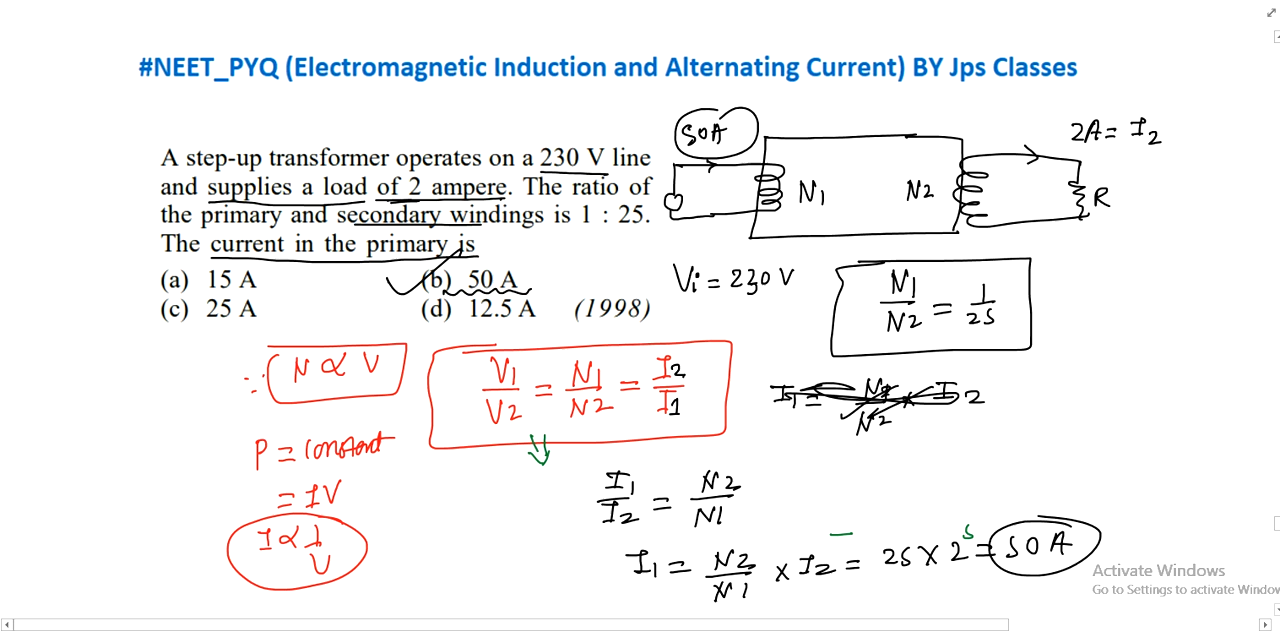 #NEET_PYQ (Electromagnetic Induction and Alternating Current) BY Jps Classes
A step-up transformer operates on a 230 V line
and supplies a load of 2 ampere. The ratio of
the primary and secondary windings is 1 : 25.
The current in the primary is
(a) 15 A (b) 50 A
(c) 25 A (d) 12.5 A (1998)
50A
2A = I2
N1 N2 R
Vi = 230 V
N1/N2 = 1/25
∵ N ∝ V
V1/V2 = N1/N2 = I2/I1
P = constant
= IV
I ∝ 1/V
I1/I2 = N2/N1
I1 = N2/N1 × I2 = 25 × 2 = 50 A
Activate Windows
Go to Settings to activate Window